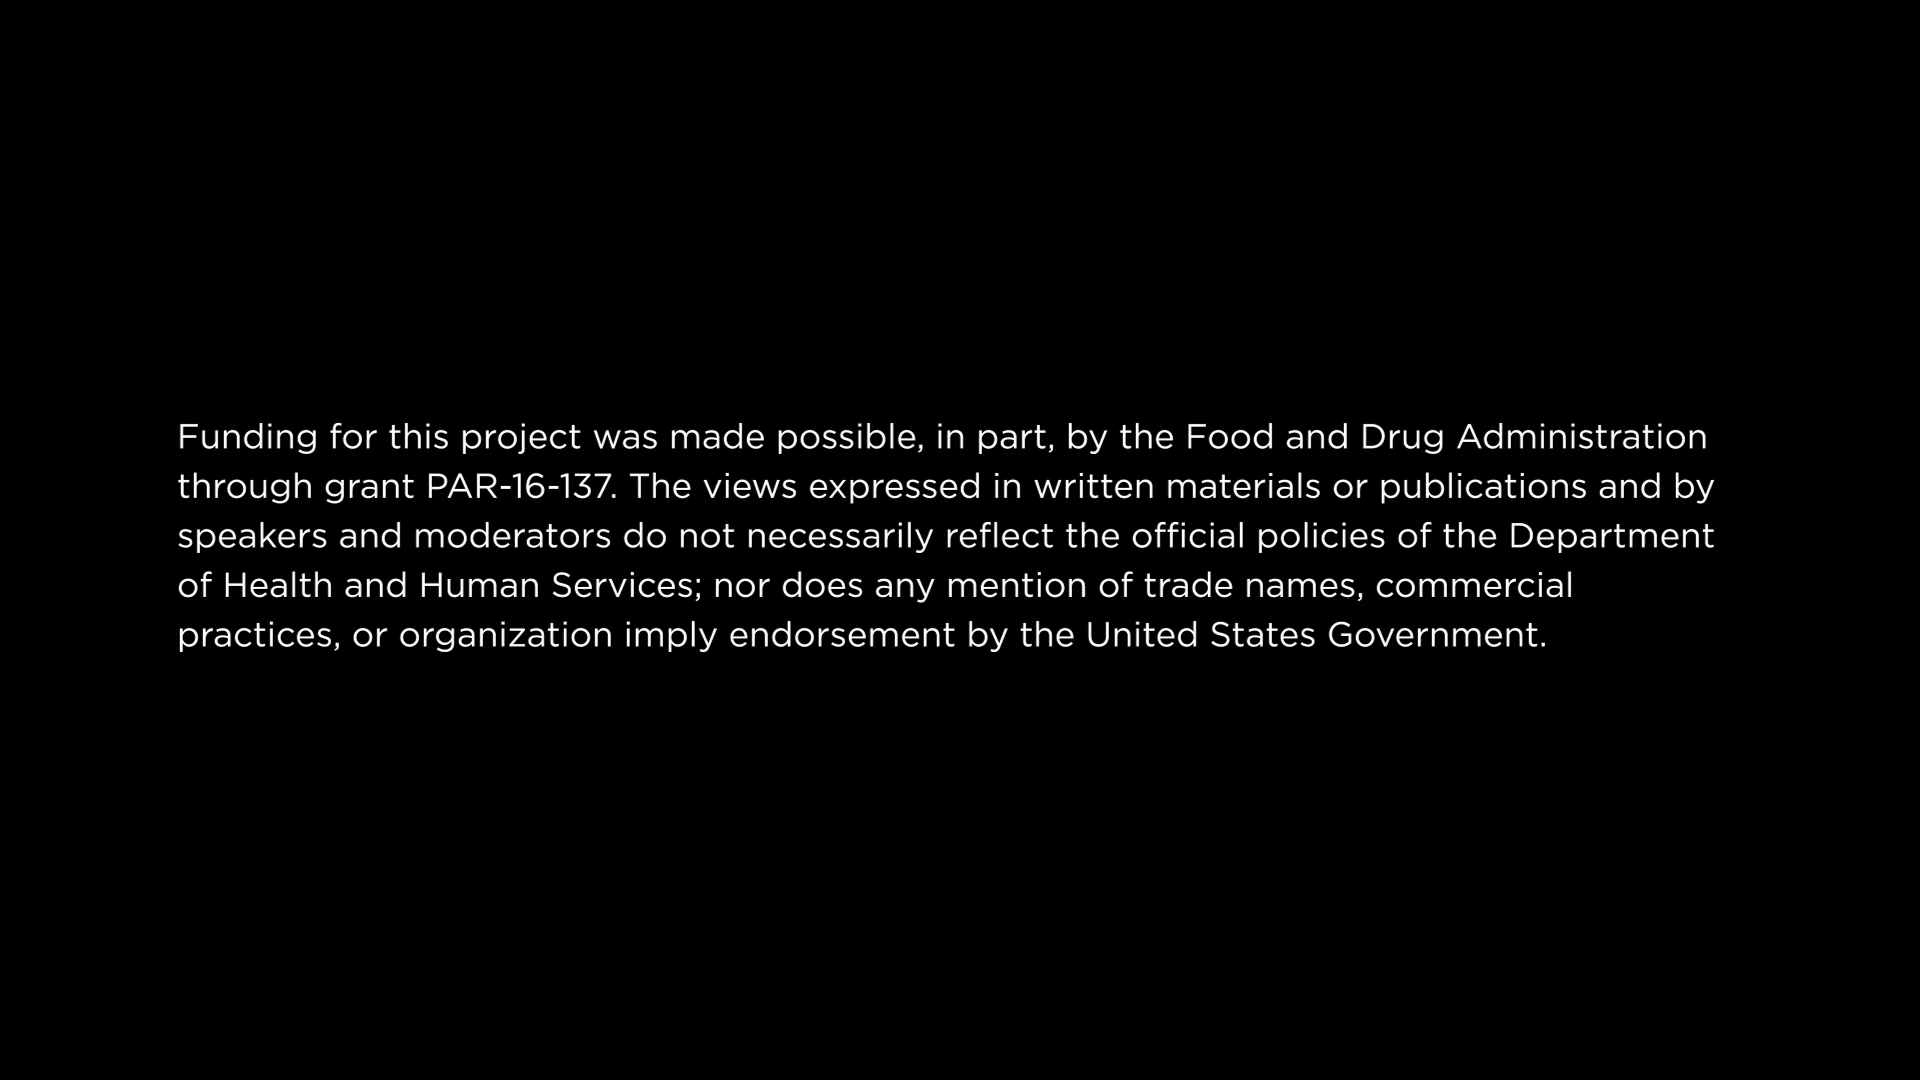 Funding for this project was made possible, in part, by the Food and Drug Administration
through grant PAR-16-137. The views expressed in written materials or publications and by
speakers and moderators do not necessarily reflect the official policies of the Department
of Health and Human Services; nor does any mention of trade names, commercial
practices, or organization imply endorsement by the United States Government.